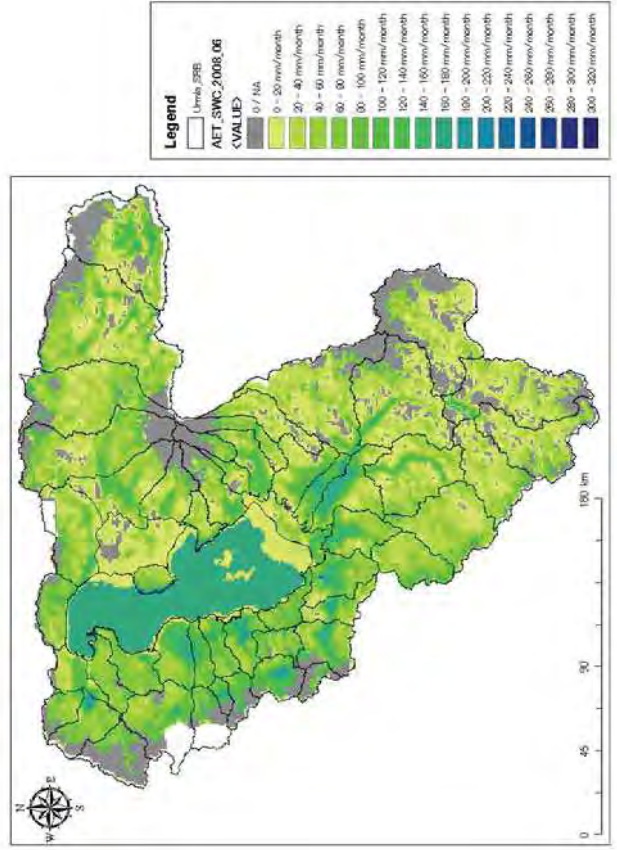 Legend
Urmia SRB
AET_SWC_2008_06
<VALUE>
0 / NA
0 - 20 mm/month
20 - 40 mm/month
40 - 60 mm/month
60 - 80 mm/month
80 - 100 mm/month
100 - 120 mm/month
120 - 140 mm/month
140 - 160 mm/month
160 - 180 mm/month
180 - 200 mm/month
200 - 220 mm/month
220 - 240 mm/month
240 - 260 mm/month
260 - 280 mm/month
280 - 300 mm/month
300 - 320 mm/month
N
W
E
S
0
45
90
180 km